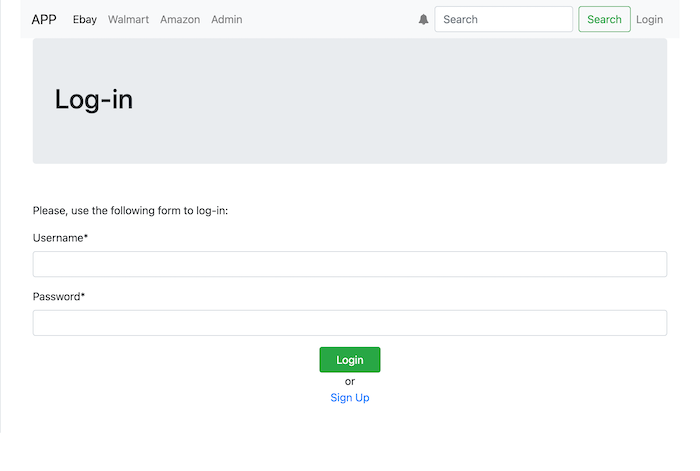 APP Ebay Walmart Amazon Admin Search Search Login
Log-in
Please, use the following form to log-in:
Username*
Password*
Login
or
Sign Up